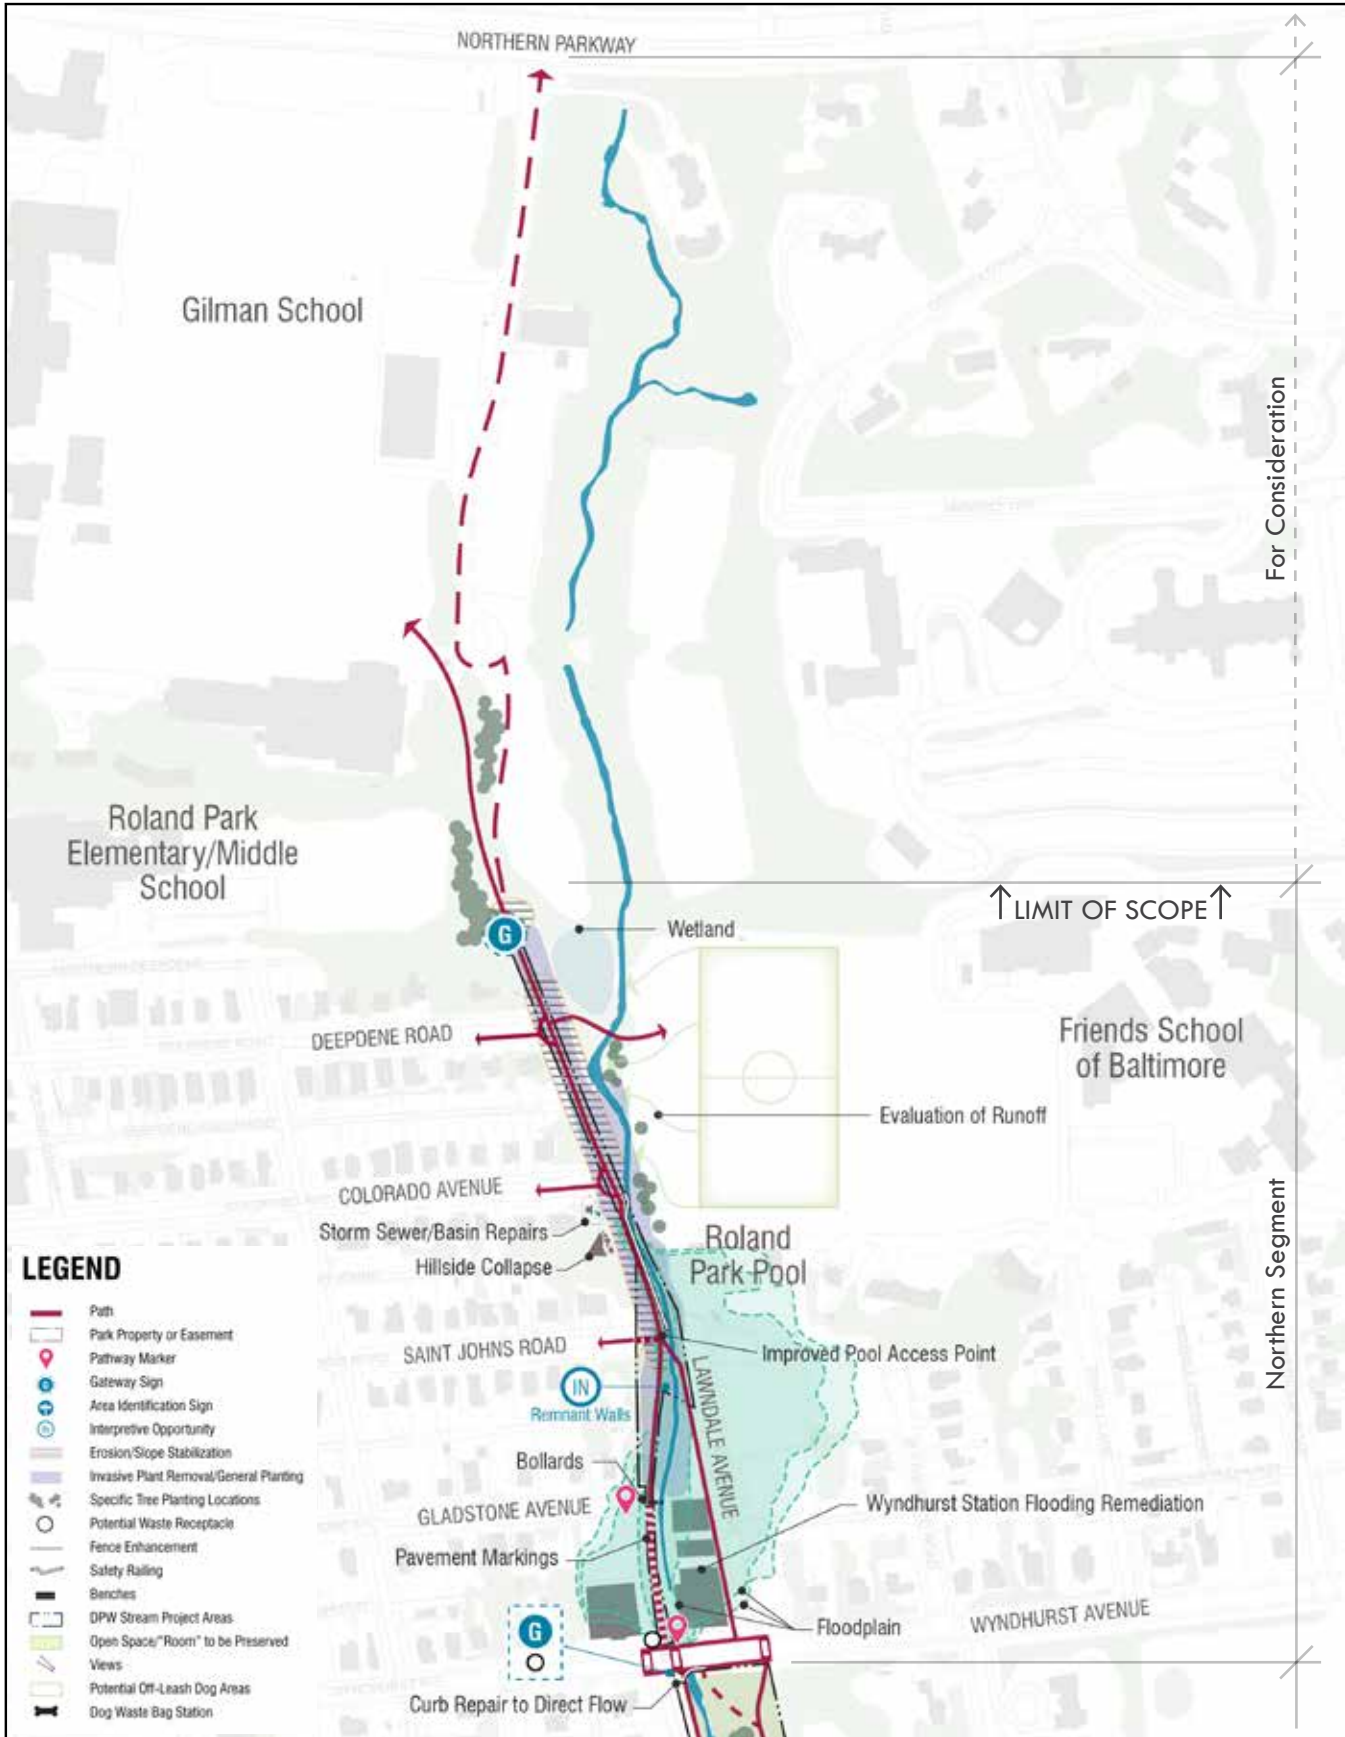 NORTHERN PARKWAY
Gilman School
For Consideration
Roland Park
Elementary/Middle
School
G
Wetland
↑LIMIT OF SCOPE↑
DEEPDENE ROAD
Friends School
of Baltimore
Evaluation of Runoff
COLORADO AVENUE
Storm Sewer/Basin Repairs
Hillside Collapse
Roland
Park Pool
Northern Segment
SAINT JOHNS ROAD
Improved Pool Access Point
IN
Remnant Walls
LAWNDALE AVENUE
Bollards
GLADSTONE AVENUE
Wyndhurst Station Flooding Remediation
Pavement Markings
Floodplain
WYNDHURST AVENUE
G
Curb Repair to Direct Flow
LEGEND
Path
Park Property or Easement
Pathway Marker
G Gateway Sign
Area Identification Sign
IN Interpretive Opportunity
Erosion/Slope Stabilization
Invasive Plant Removal/General Planting
Specific Tree Planting Locations
Potential Waste Receptacle
Fence Enhancement
Safety Railing
Benches
DPW Stream Project Areas
Open Space/"Room" to be Preserved
Views
Potential Off-Leash Dog Areas
Dog Waste Bag Station